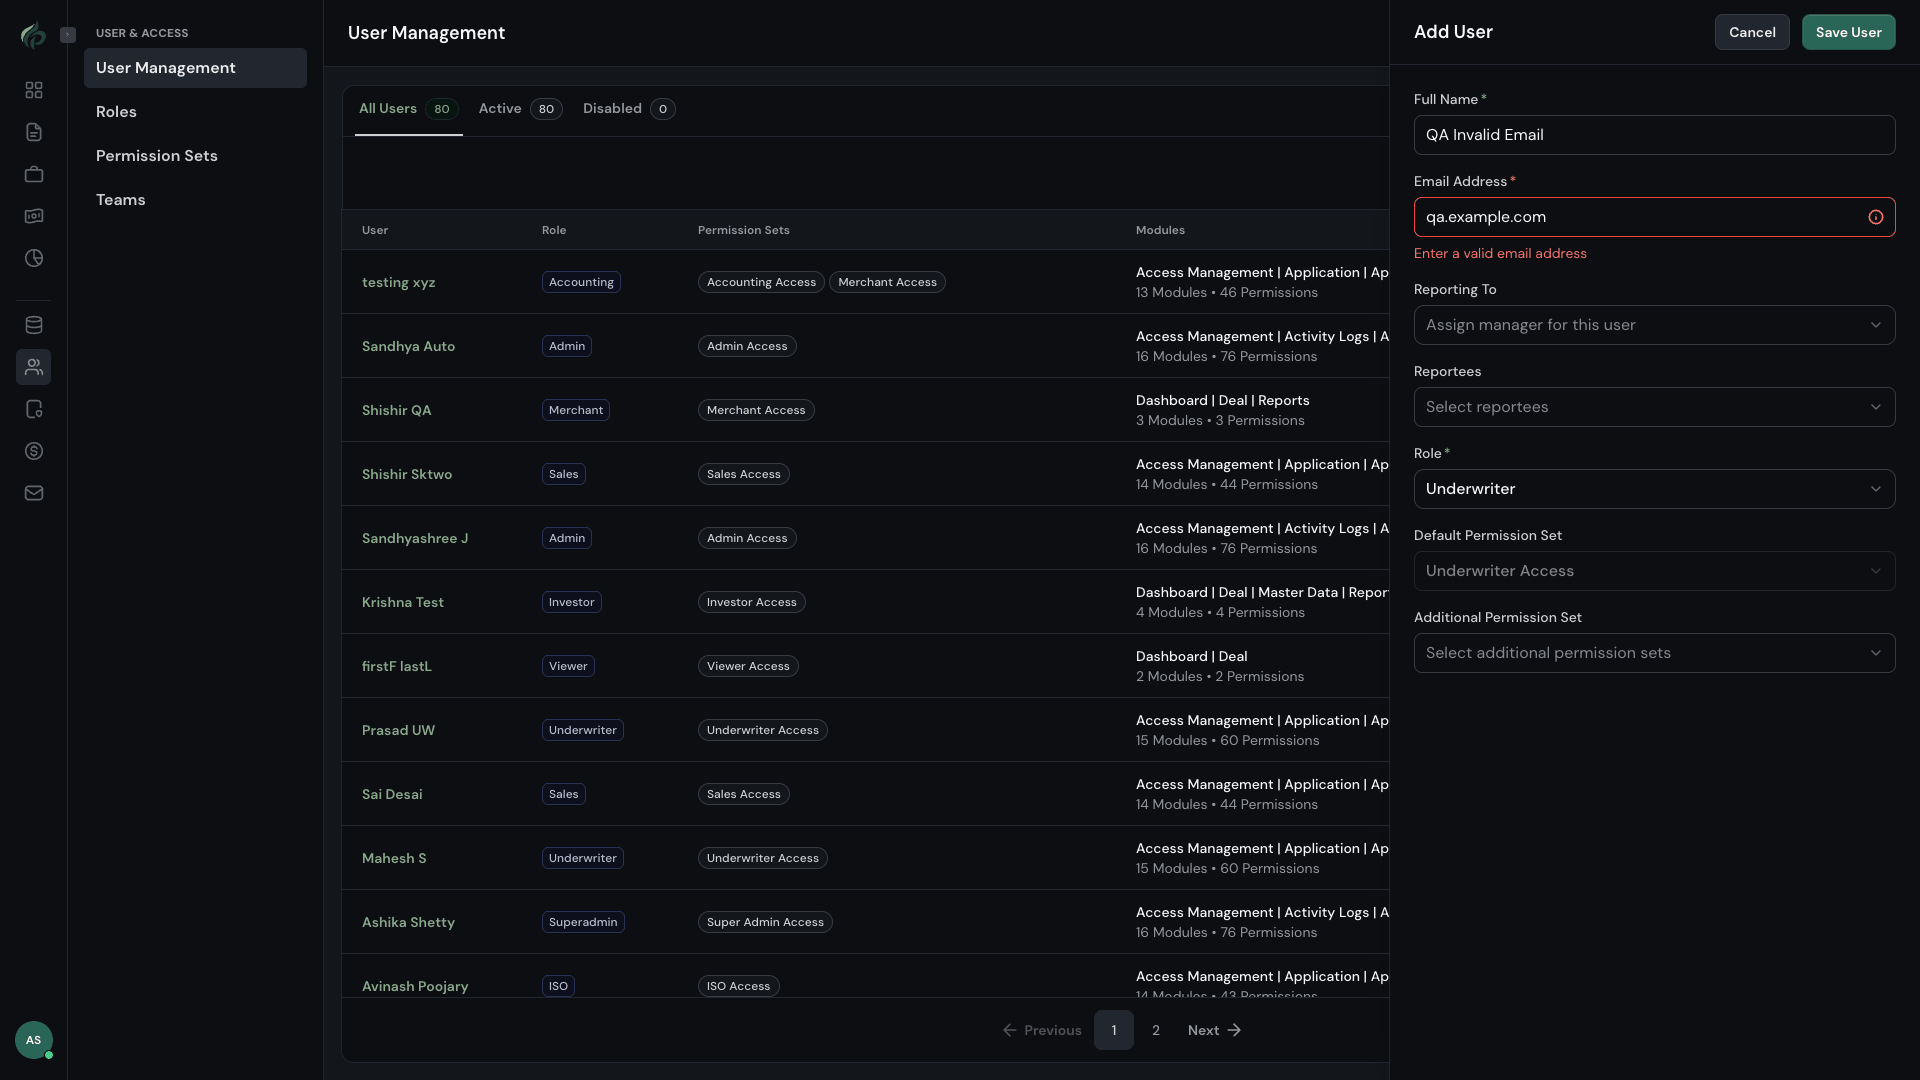 USER & ACCESS
User Management
Roles
Permission Sets
Teams
AS
User Management
All Users 80 Active 80 Disabled 0
User Role Permission Sets Modules
testing xyz Accounting Accounting Access Merchant Access Access Management | Application | Ap
13 Modules • 46 Permissions
Sandhya Auto Admin Admin Access Access Management | Activity Logs | A
16 Modules • 76 Permissions
Shishir QA Merchant Merchant Access Dashboard | Deal | Reports
3 Modules • 3 Permissions
Shishir Sktwo Sales Sales Access Access Management | Application | Ap
14 Modules • 44 Permissions
Sandhyashree J Admin Admin Access Access Management | Activity Logs | A
16 Modules • 76 Permissions
Krishna Test Investor Investor Access Dashboard | Deal | Master Data | Repor
4 Modules • 4 Permissions
firstF lastL Viewer Viewer Access Dashboard | Deal
2 Modules • 2 Permissions
Prasad UW Underwriter Underwriter Access Access Management | Application | Ap
15 Modules • 60 Permissions
Sai Desai Sales Sales Access Access Management | Application | Ap
14 Modules • 44 Permissions
Mahesh S Underwriter Underwriter Access Access Management | Application | Ap
15 Modules • 60 Permissions
Ashika Shetty Superadmin Super Admin Access Access Management | Activity Logs | A
16 Modules • 76 Permissions
Avinash Poojary ISO ISO Access Access Management | Application | Ap
14 Modules • 43 Permissions
Previous 1 2 Next
Add User Cancel Save User
Full Name *
QA Invalid Email
Email Address *
qa.example.com
Enter a valid email address
Reporting To
Assign manager for this user
Reportees
Select reportees
Role *
Underwriter
Default Permission Set
Underwriter Access
Additional Permission Set
Select additional permission sets